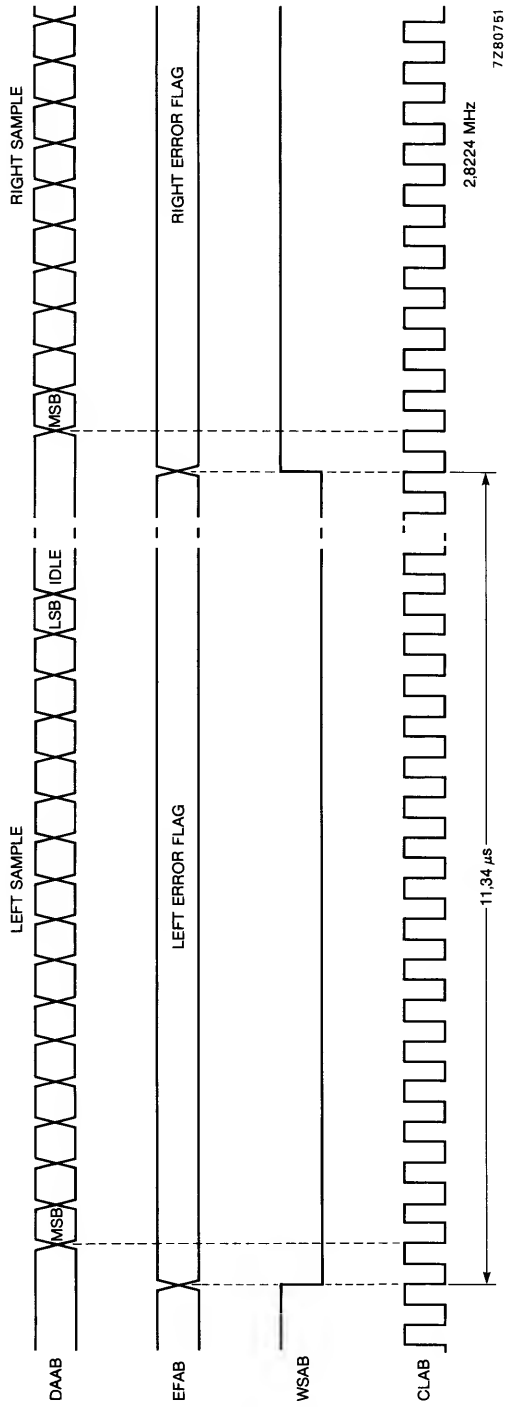 LEFT SAMPLE
RIGHT SAMPLE
DAAB
MSB
LSB
IDLE
MSB
EFAB
LEFT ERROR FLAG
RIGHT ERROR FLAG
WSAB
CLAB
2,8224 MHz
11,34 μs
7Z80751